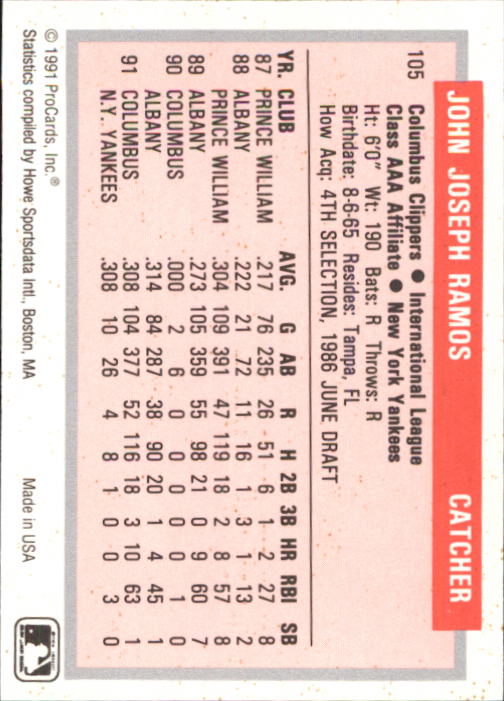 JOHN JOSEPH RAMOS CATCHER
105 Columbus Clippers ● International League
Class AAA Affiliate ● New York Yankees
Ht: 6'0" Wt: 190 Bats: R Throws: R
Birthdate: 8-6-65 Resides: Tampa, FL
How Acq: 4TH SELECTION, 1986 JUNE DRAFT
YR. CLUB AVG. G AB R H 2B 3B HR RBI SB
87 PRINCE WILLIAM .217 76 235 26 51 6 1 2 27 8
88 ALBANY .222 21 72 11 16 1 3 1 13 2
PRINCE WILLIAM .304 109 391 47 119 18 2 8 57 8
89 ALBANY .273 105 359 55 98 21 0 9 60 7
90 COLUMBUS .000 2 6 0 0 0 0 0 1 0
ALBANY .314 84 287 38 90 20 1 4 45 1
91 COLUMBUS .308 104 377 52 116 18 3 10 63 1
N.Y. YANKEES .308 10 26 4 8 1 0 0 3 0
© 1991 ProCards, Inc.®
Statistics compiled by Howe Sportsdata Intl., Boston, MA Made in USA